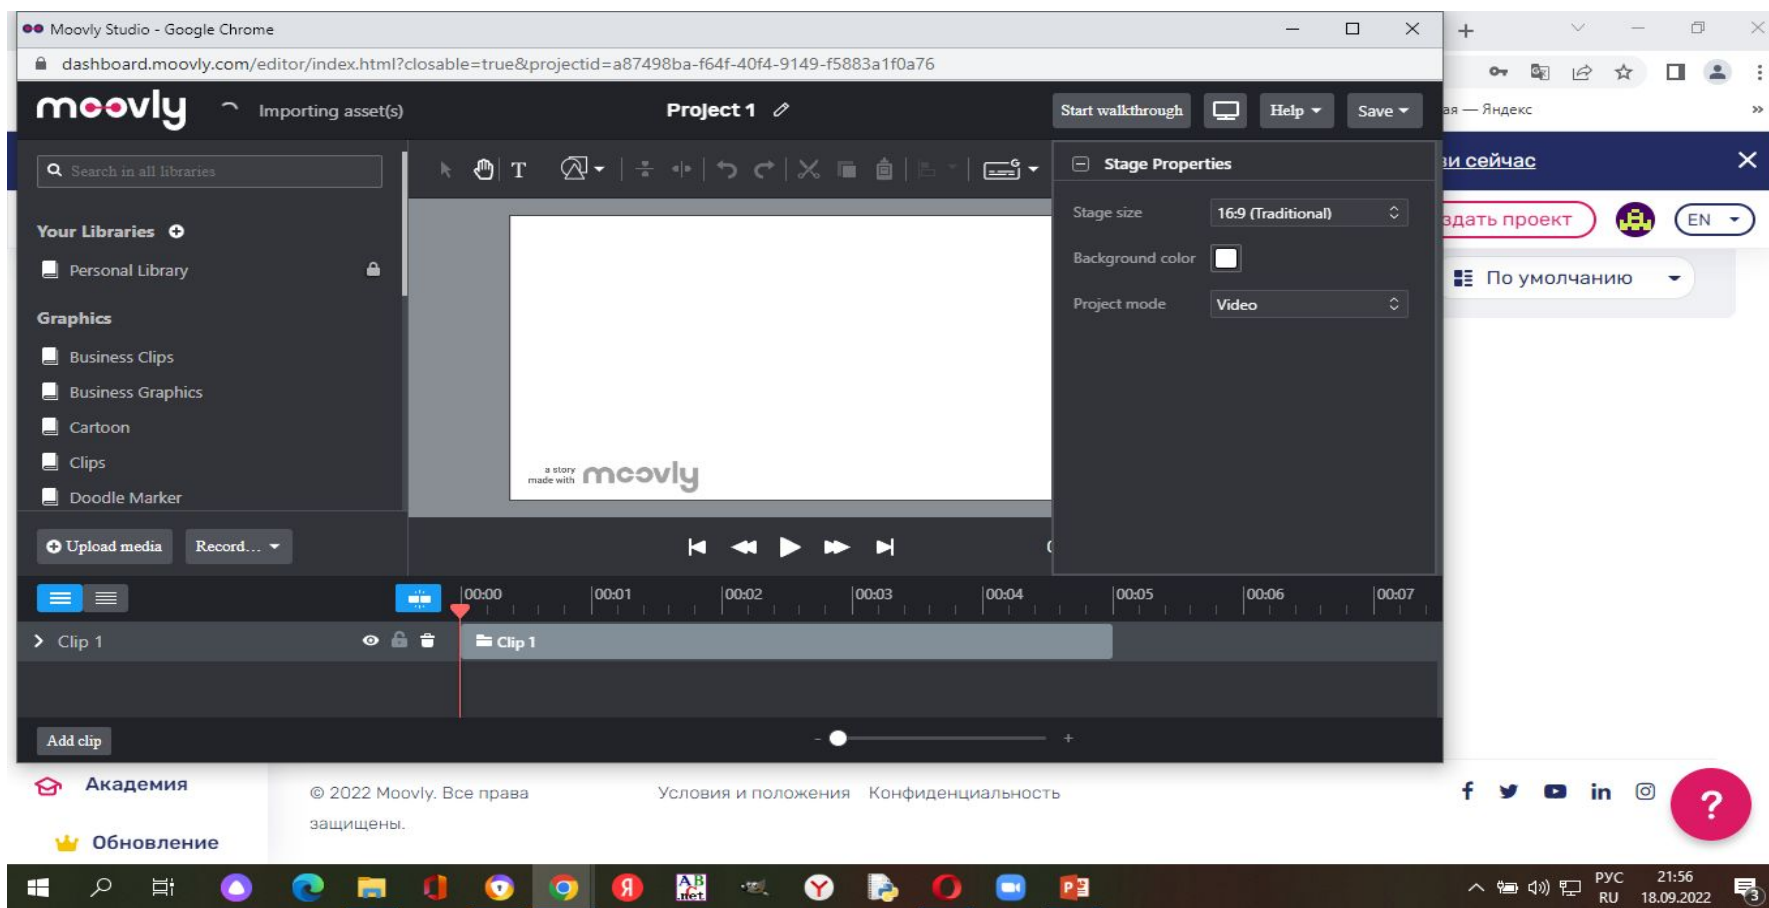 Moovly Studio - Google Chrome
dashboard.moovly.com/editor/index.html?closable=true&projectid=a87498ba-f64f-40f4-9149-f5883a1f0a76
moovly
Importing asset(s)
Project 1
Start walkthrough
Help
Save
ая — Яндекс
Search in all libraries
T
Stage Properties
зи сейчас
Your Libraries
Stage size
16:9 (Traditional)
здать проект
EN
Personal Library
Background color
По умолчанию
Graphics
Project mode
Video
Business Clips
Business Graphics
Cartoon
Clips
Doodle Marker
a story
made with
moovly
Upload media
Record...
00:00
00:01
00:02
00:03
00:04
00:05
00:06
00:07
Clip 1
Clip 1
Add clip
-
+
Академия
© 2022 Moovly. Все права
защищены.
Условия и положения
Конфиденциальность
?
Обновление
РУС
RU
21:56
18.09.2022
3